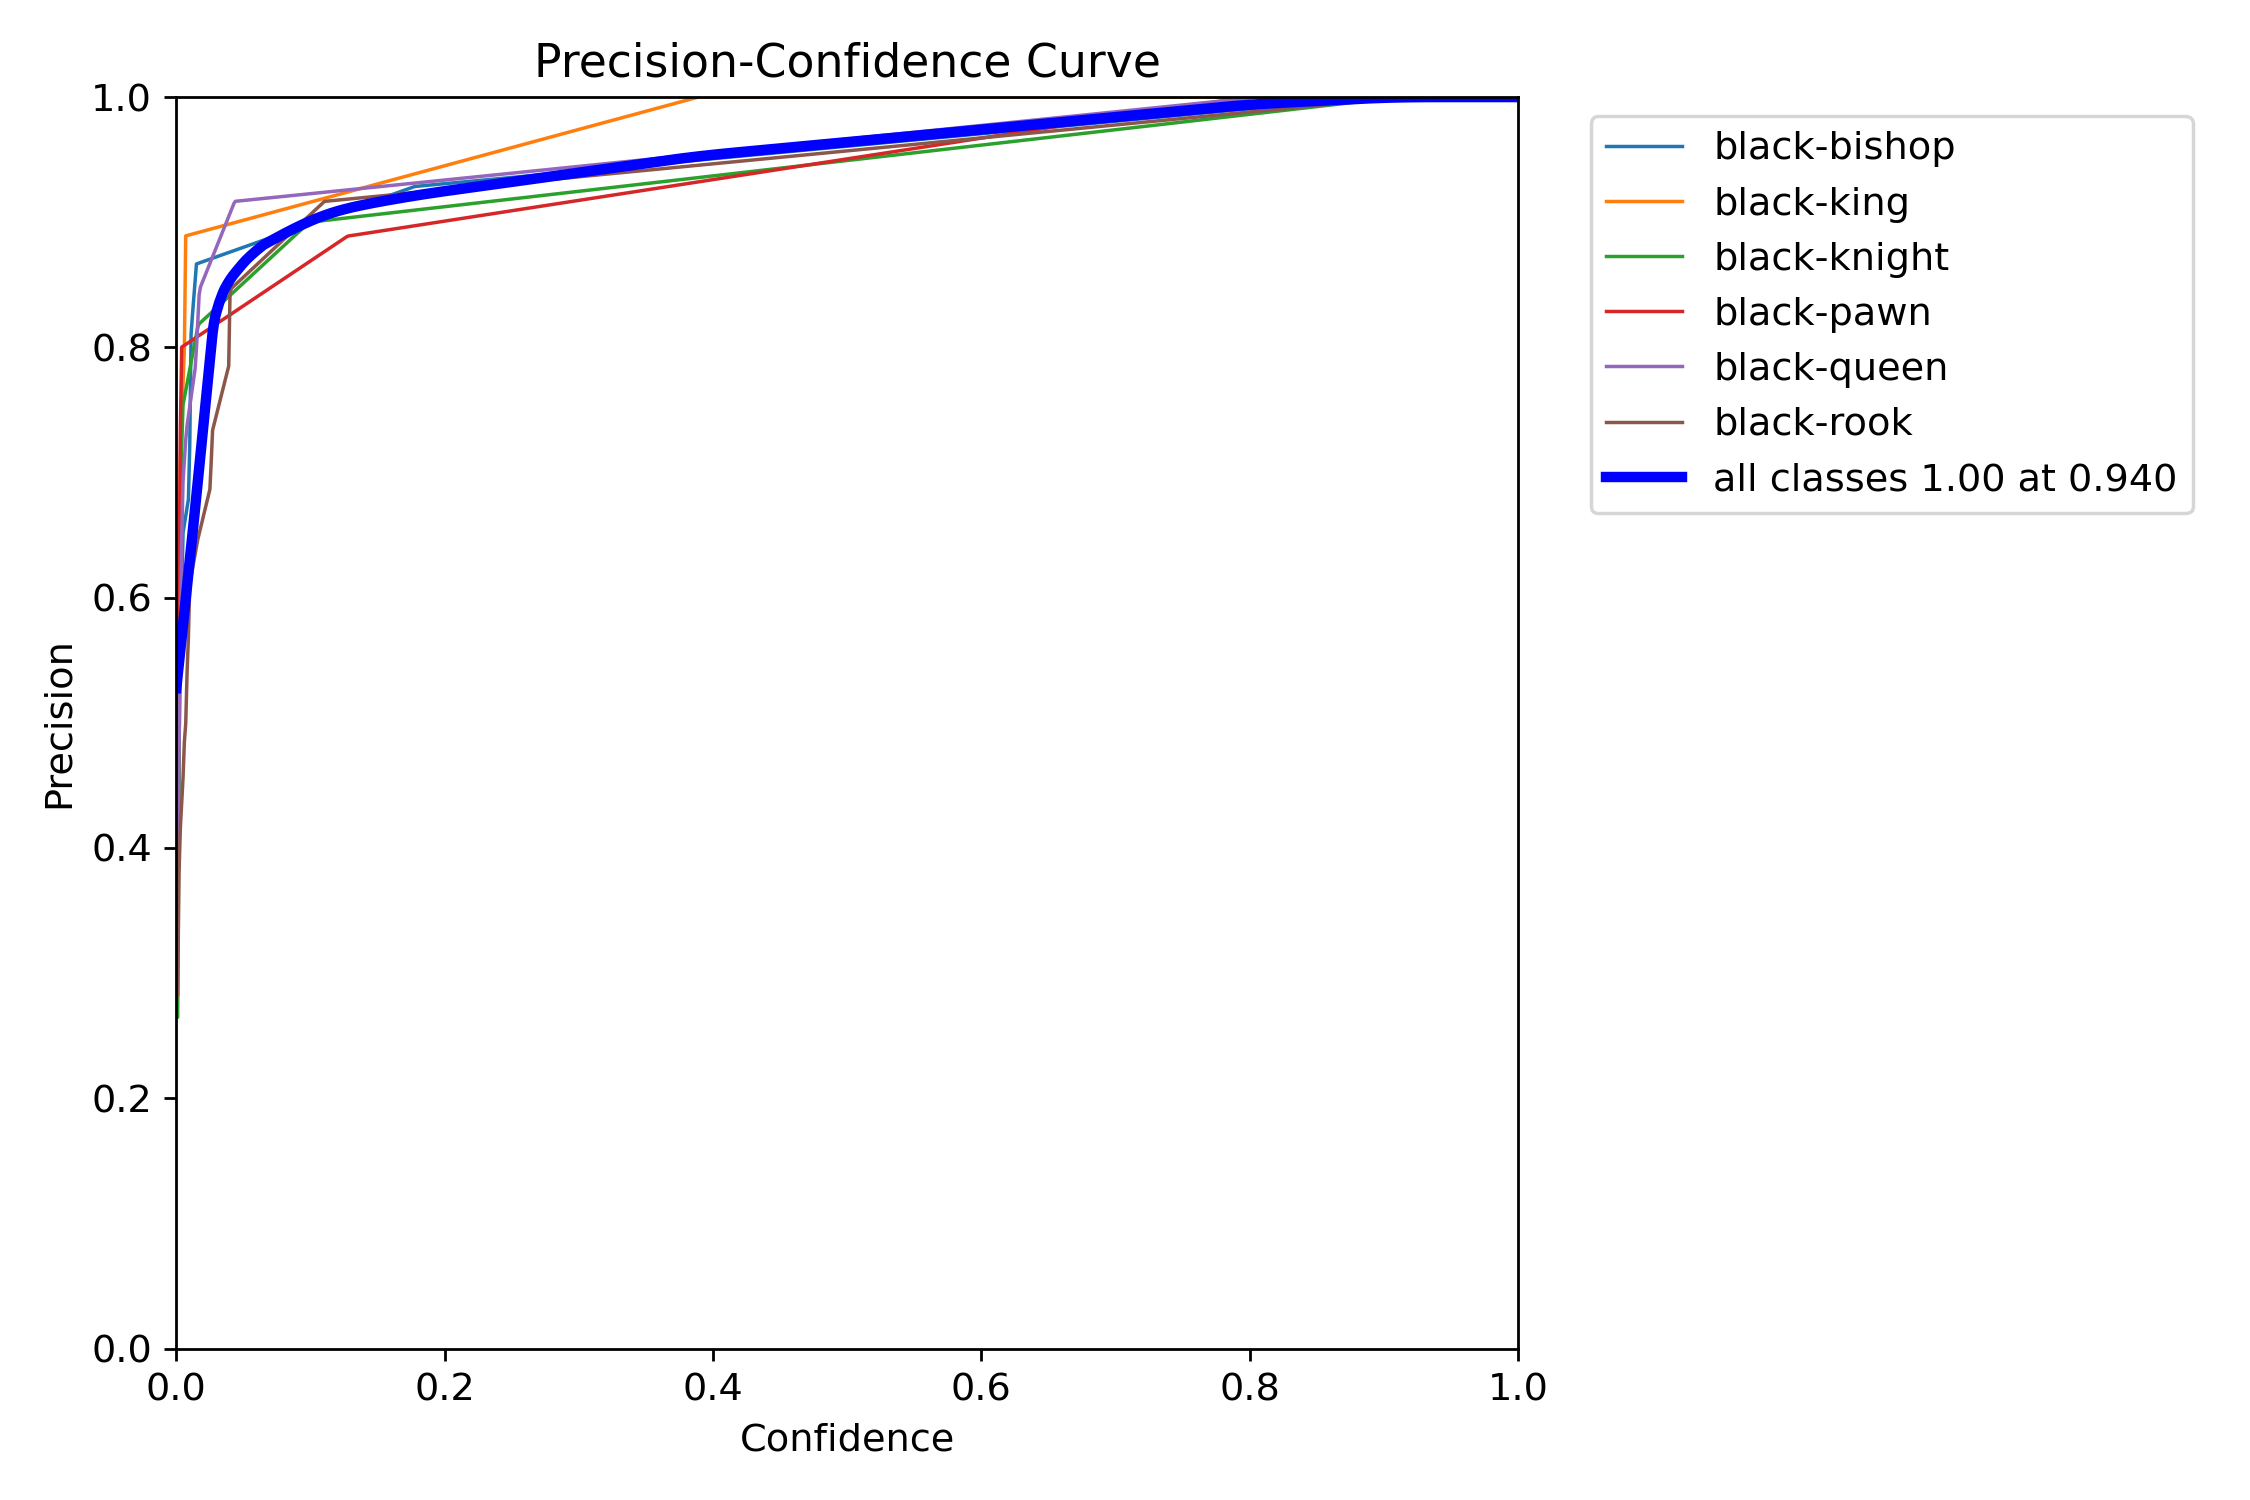 Precision-Confidence Curve
1.0
0.8
0.6
0.4
0.2
0.0
Precision
0.0 0.2 0.4 0.6 0.8 1.0
Confidence
black-bishop
black-king
black-knight
black-pawn
black-queen
black-rook
all classes 1.00 at 0.940